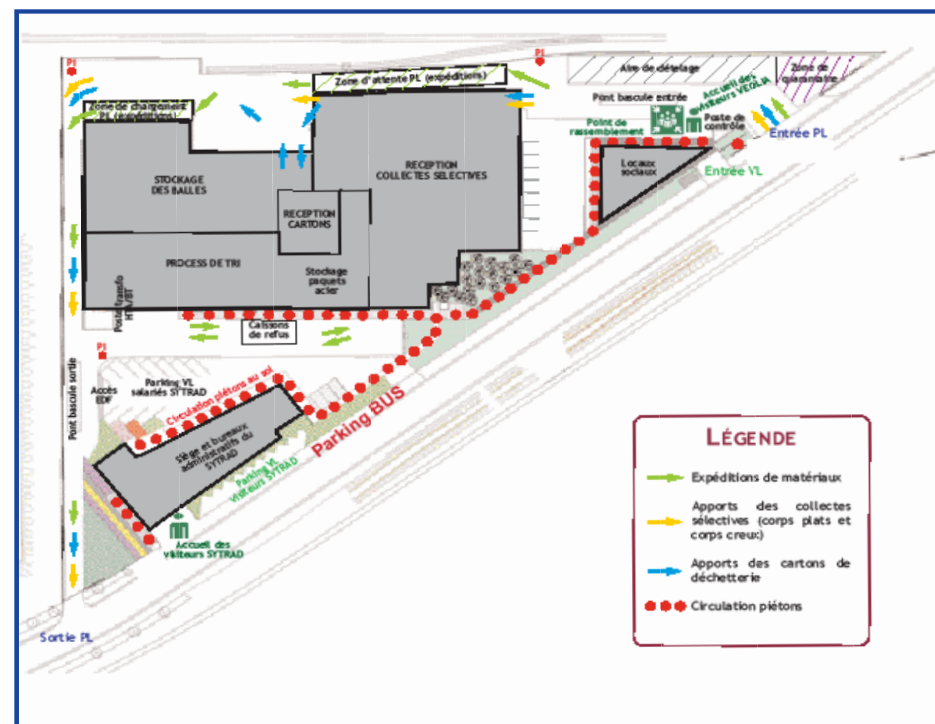 PI
PI
Zone d'attente PL (expéditions)
Aire de dételage
Zone de
quarantaine
Accueil des
visiteurs VEOLIA
Pont bascule entrée
Zone de chargement
PL (expéditions)
Poste de
contrôle
Point de
rassemblement
Entrée PL
Entrée VL
Locaux
sociaux
RECEPTION
COLLECTES SELECTIVES
STOCKAGE
DES BALLES
RECEPTION
CARTONS
PROCESS DE TRI
Stockage
paquets
acier
Poste transfo
HTA/BT
Caissons
de refus
PI
Pont bascule sortie
Accès
EDF
Parking VL
salariés SYTRAD
Circulation piétons au sol
Parking BUS
Siège et bureaux
administratifs du
SYTRAD
Parking VL
visiteurs SYTRAD
Accueil des
visiteurs SYTRAD
Sortie PL
LÉGENDE
Expéditions de matériaux
Apports des collectes
sélectives (corps plats et
corps creux)
Apports des cartons de
déchetterie
Circulation piétons